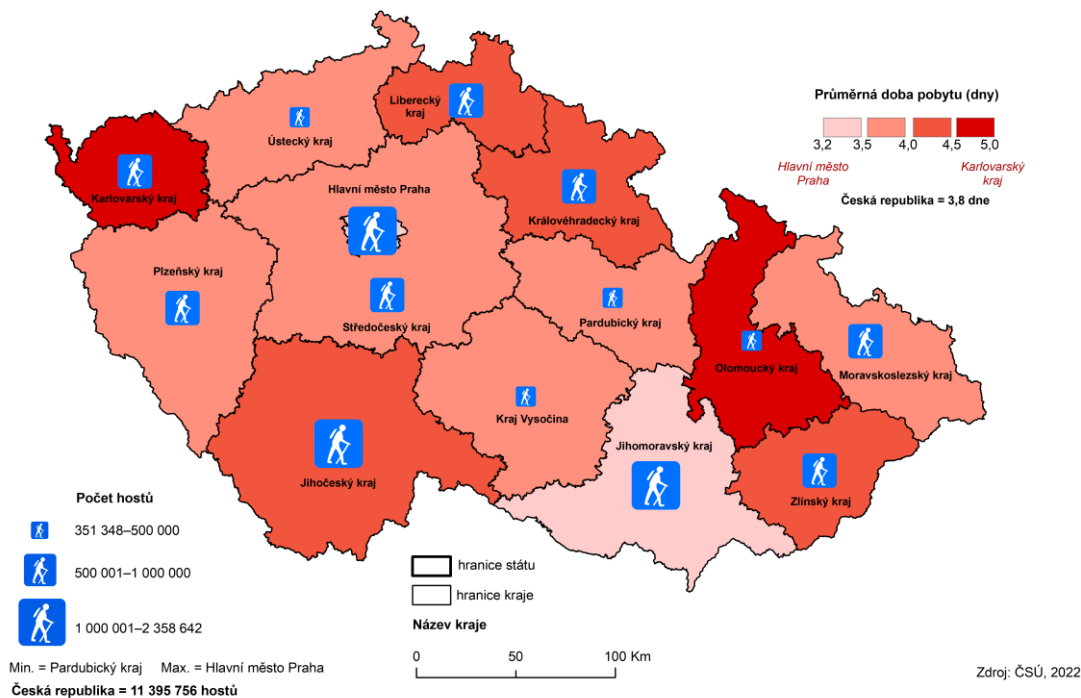 Liberecký
kraj
Ústecký kraj
Karlovarský kraj
Hlavní město Praha
Královéhradecký kraj
Plzeňský kraj
Středočeský kraj
Pardubický kraj
Olomoucký kraj
Moravskoslezský kraj
Kraj Vysočina
Jihomoravský kraj
Jihočeský kraj
Zlínský kraj
Průměrná doba pobytu (dny)
3,2 3,5 4,0 4,5 5,0
Hlavní město
Praha
Karlovarský
kraj
Česká republika = 3,8 dne
Počet hostů
351 348–500 000
500 001–1 000 000
1 000 001–2 358 642
Min. = Pardubický kraj Max. = Hlavní město Praha
Česká republika = 11 395 756 hostů
hranice státu
hranice kraje
Název kraje
0 50 100 Km
Zdroj: ČSÚ, 2022